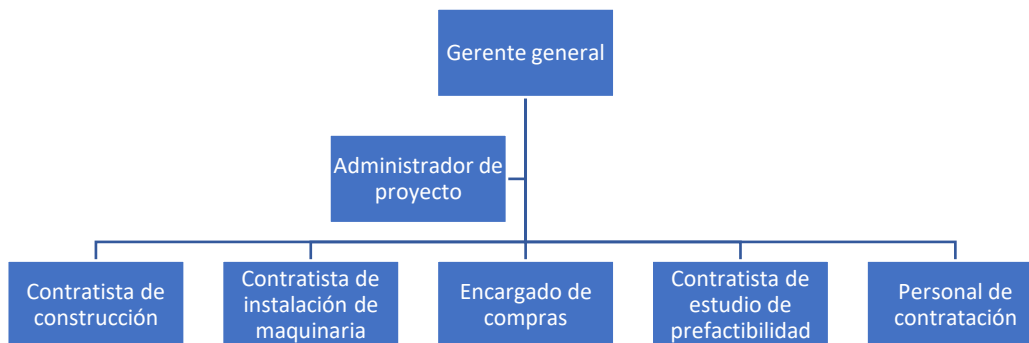 Gerente general
Administrador de
proyecto
Contratista de
construcción
Contratista de
instalación de
maquinaria
Encargado de
compras
Contratista de
estudio de
prefactibilidad
Personal de
contratación